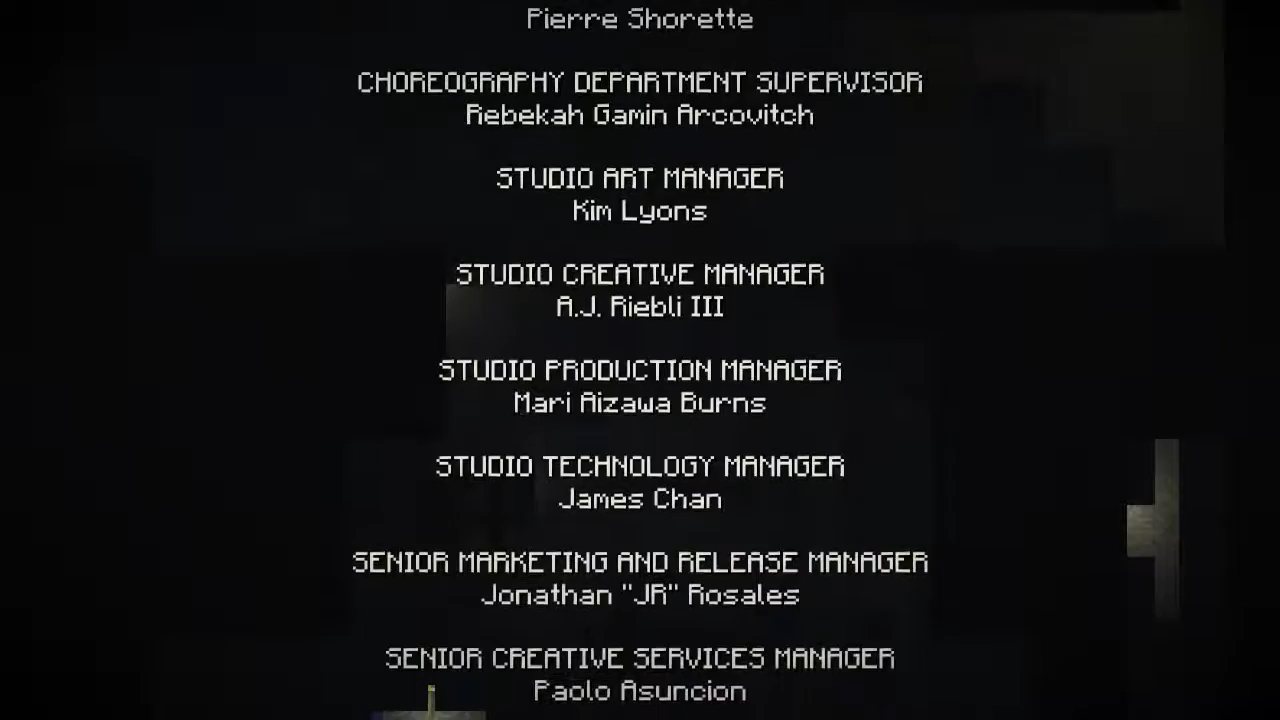 Pierre Shorette
CHOREOGRAPHY DEPARTMENT SUPERVISOR
Rebekah Gamin Arcovitch
STUDIO ART MANAGER
Kim Lyons
STUDIO CREATIVE MANAGER
A.J. Riebli III
STUDIO PRODUCTION MANAGER
Mari Aizawa Burns
STUDIO TECHNOLOGY MANAGER
James Chan
SENIOR MARKETING AND RELEASE MANAGER
Jonathan "JR" Rosales
SENIOR CREATIVE SERVICES MANAGER
Paolo Asuncion